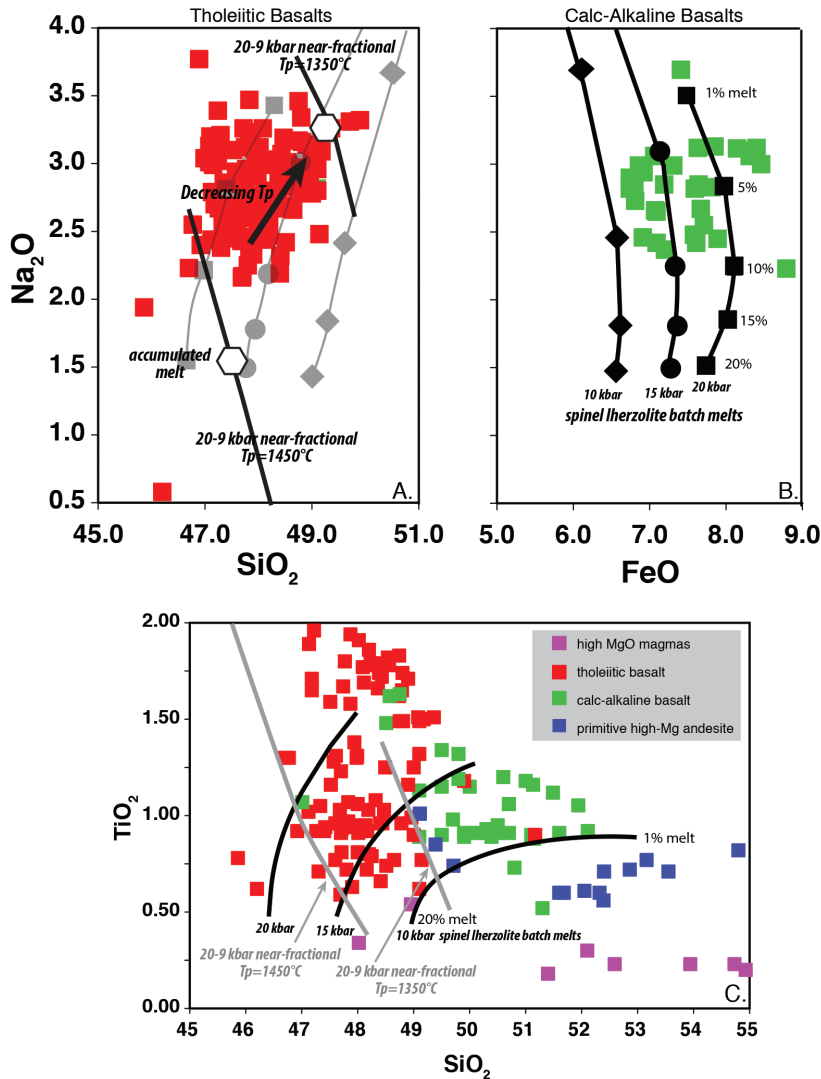 Tholeiitic Basalts
Calc-Alkaline Basalts
4.0
3.5
3.0
2.5
2.0
1.5
1.0
0.5
Na2O
20-9 kbar near-fractional
Tp=1350°C
Decreasing Tp
accumulated
melt
20-9 kbar near-fractional
Tp=1450°C
A.
45.0 47.0 49.0 51.0
SiO2
1% melt
5%
10%
15%
20%
10 kbar 15 kbar 20 kbar
spinel lherzolite batch melts
B.
5.0 6.0 7.0 8.0 9.0
FeO
2.00
1.50
1.00
0.50
0.00
TiO2
high MgO magmas
tholeiitic basalt
calc-alkaline basalt
primitive high-Mg andesite
1% melt
20% melt
20 kbar
15 kbar
10 kbar spinel lherzolite batch melts
20-9 kbar near-fractional
Tp=1450°C
20-9 kbar near-fractional
Tp=1350°C
C.
45 46 47 48 49 50 51 52 53 54 55
SiO2